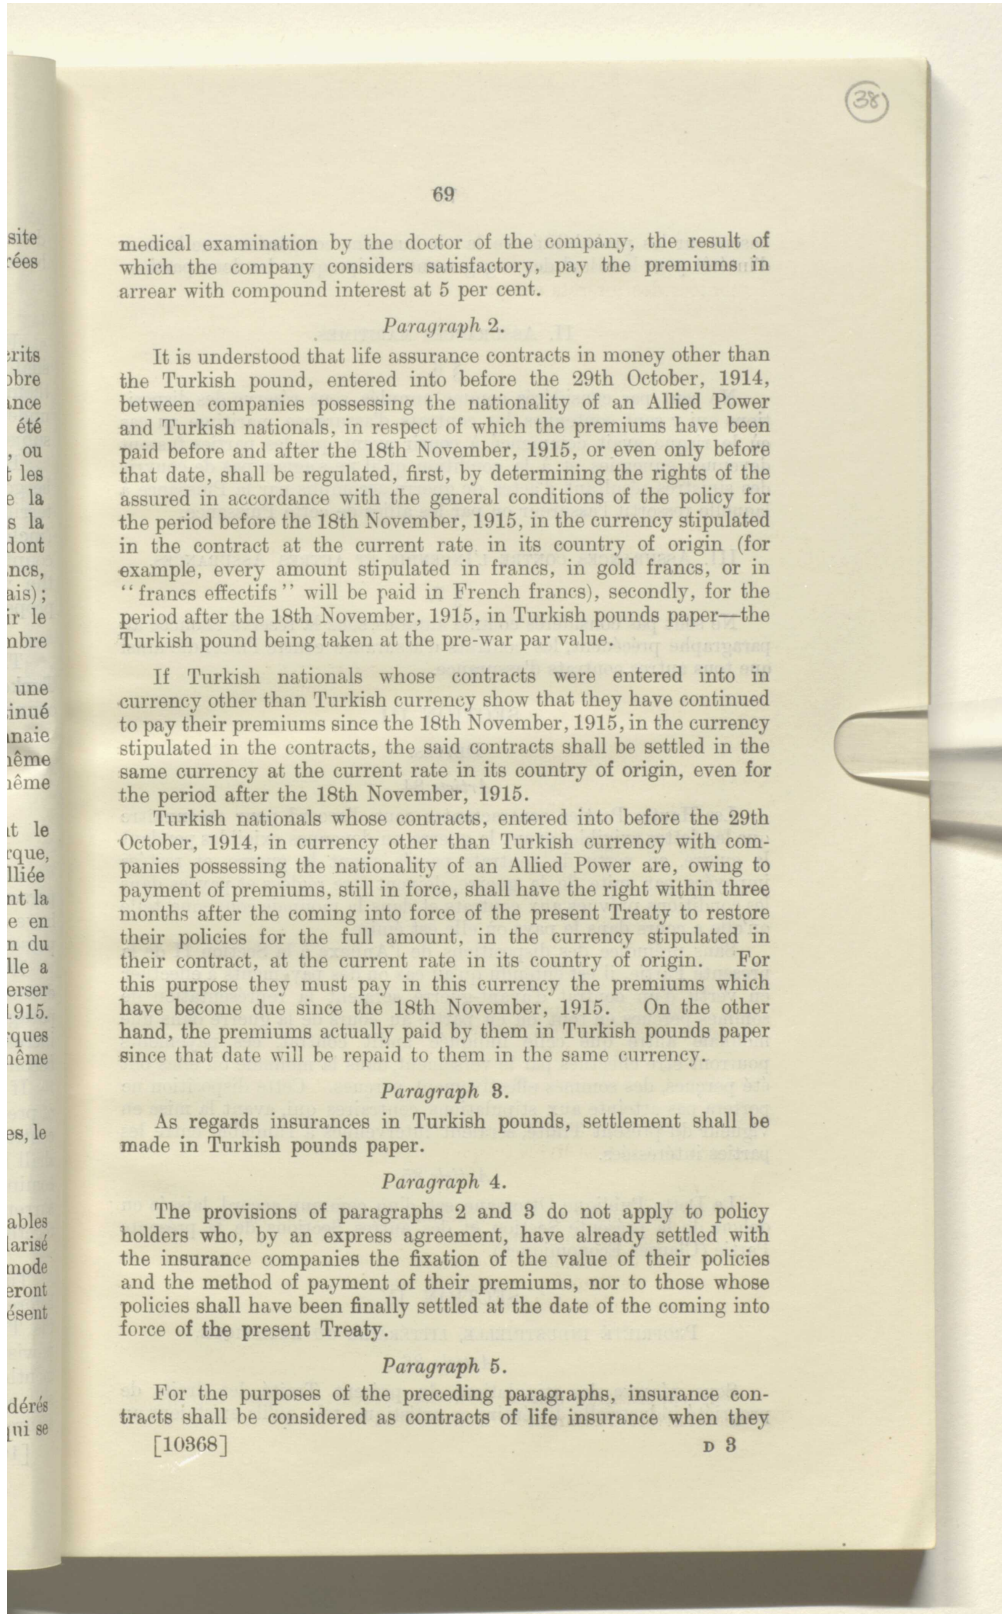 38
69
site
rées
medical examination by the doctor of the company, the result of
which the company considers satisfactory, pay the premiums in
arrear with compound interest at 5 per cent.
Paragraph 2.
It is understood that life assurance contracts in money other than
the Turkish pound, entered into before the 29th October, 1914,
between companies possessing the nationality of an Allied Power
and Turkish nationals, in respect of which the premiums have been
paid before and after the 18th November, 1915, or even only before
that date, shall be regulated, first, by determining the rights of the
assured in accordance with the general conditions of the policy for
the period before the 18th November, 1915, in the currency stipulated
in the contract at the current rate in its country of origin (for
example, every amount stipulated in francs, in gold francs, or in
"francs effectifs" will be paid in French francs), secondly, for the
period after the 18th November, 1915, in Turkish pounds paper—the
Turkish pound being taken at the pre-war par value.
If Turkish nationals whose contracts were entered into in
currency other than Turkish currency show that they have continued
to pay their premiums since the 18th November, 1915, in the currency
stipulated in the contracts, the said contracts shall be settled in the
same currency at the current rate in its country of origin, even for
the period after the 18th November, 1915.
Turkish nationals whose contracts, entered into before the 29th
October, 1914, in currency other than Turkish currency with com-
panies possessing the nationality of an Allied Power are, owing to
payment of premiums, still in force, shall have the right within three
months after the coming into force of the present Treaty to restore
their policies for the full amount, in the currency stipulated in
their contract, at the current rate in its country of origin. For
this purpose they must pay in this currency the premiums which
have become due since the 18th November, 1915. On the other
hand, the premiums actually paid by them in Turkish pounds paper
since that date will be repaid to them in the same currency.
Paragraph 3.
As regards insurances in Turkish pounds, settlement shall be
made in Turkish pounds paper.
Paragraph 4.
The provisions of paragraphs 2 and 3 do not apply to policy
holders who, by an express agreement, have already settled with
the insurance companies the fixation of the value of their policies
and the method of payment of their premiums, nor to those whose
policies shall have been finally settled at the date of the coming into
force of the present Treaty.
Paragraph 5.
For the purposes of the preceding paragraphs, insurance con-
tracts shall be considered as contracts of life insurance when they
[10368] D 3